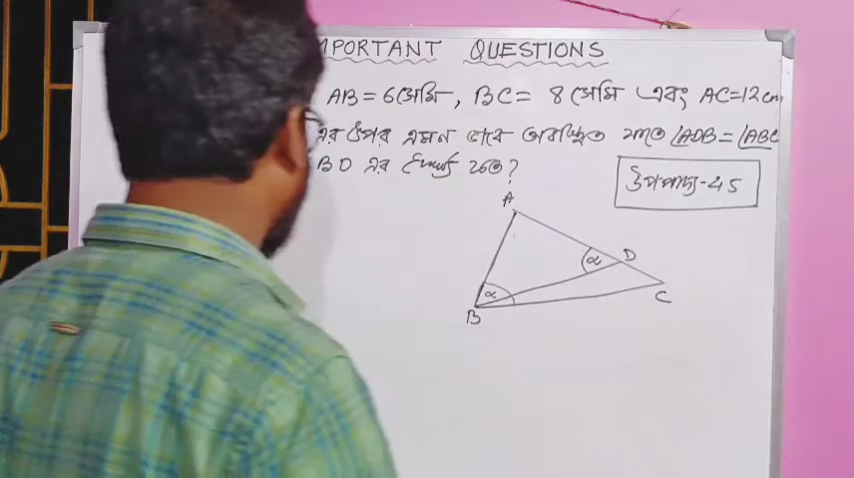 MPORTANT QUESTIONS
AB = 6 সেমি, BC = 8 সেমি এবং AC=12cm
এর উপর এমন ভাবে অবস্থিত যাতে ∠ADB = ∠ABC
BD এর দৈর্ঘ্য হবে?
উপপাদ্য-45
A
α D
α C
B